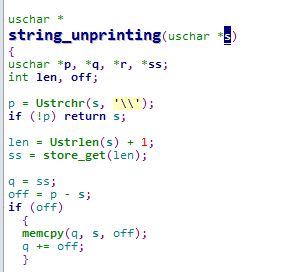 uschar *
string_unprinting(uschar *s)
{
uschar *p, *q, *r, *ss;
int len, off;

p = Ustrchr(s, '\\');
if (!p) return s;

len = Ustrlen(s) + 1;
ss = store_get(len);

q = ss;
off = p - s;
if (off)
  {
  memcpy(q, s, off);
  q += off;
  }